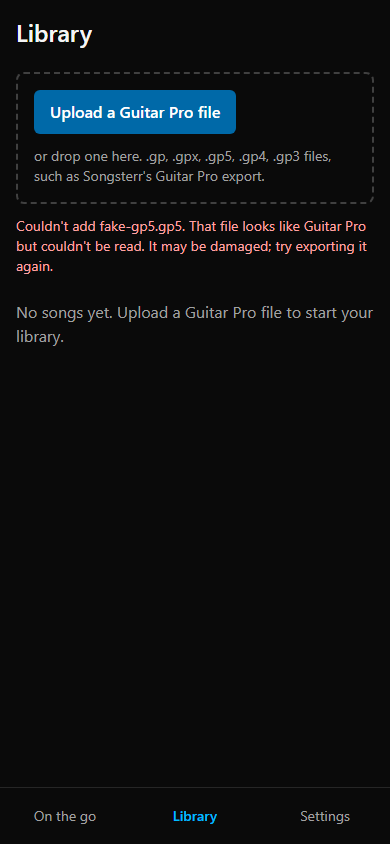 Library
Upload a Guitar Pro file
or drop one here. .gp, .gpx, .gp5, .gp4, .gp3 files,
such as Songsterr's Guitar Pro export.
Couldn't add fake-gp5.gp5. That file looks like Guitar Pro
but couldn't be read. It may be damaged; try exporting it
again.
No songs yet. Upload a Guitar Pro file to start your
library.
On the go
Library
Settings